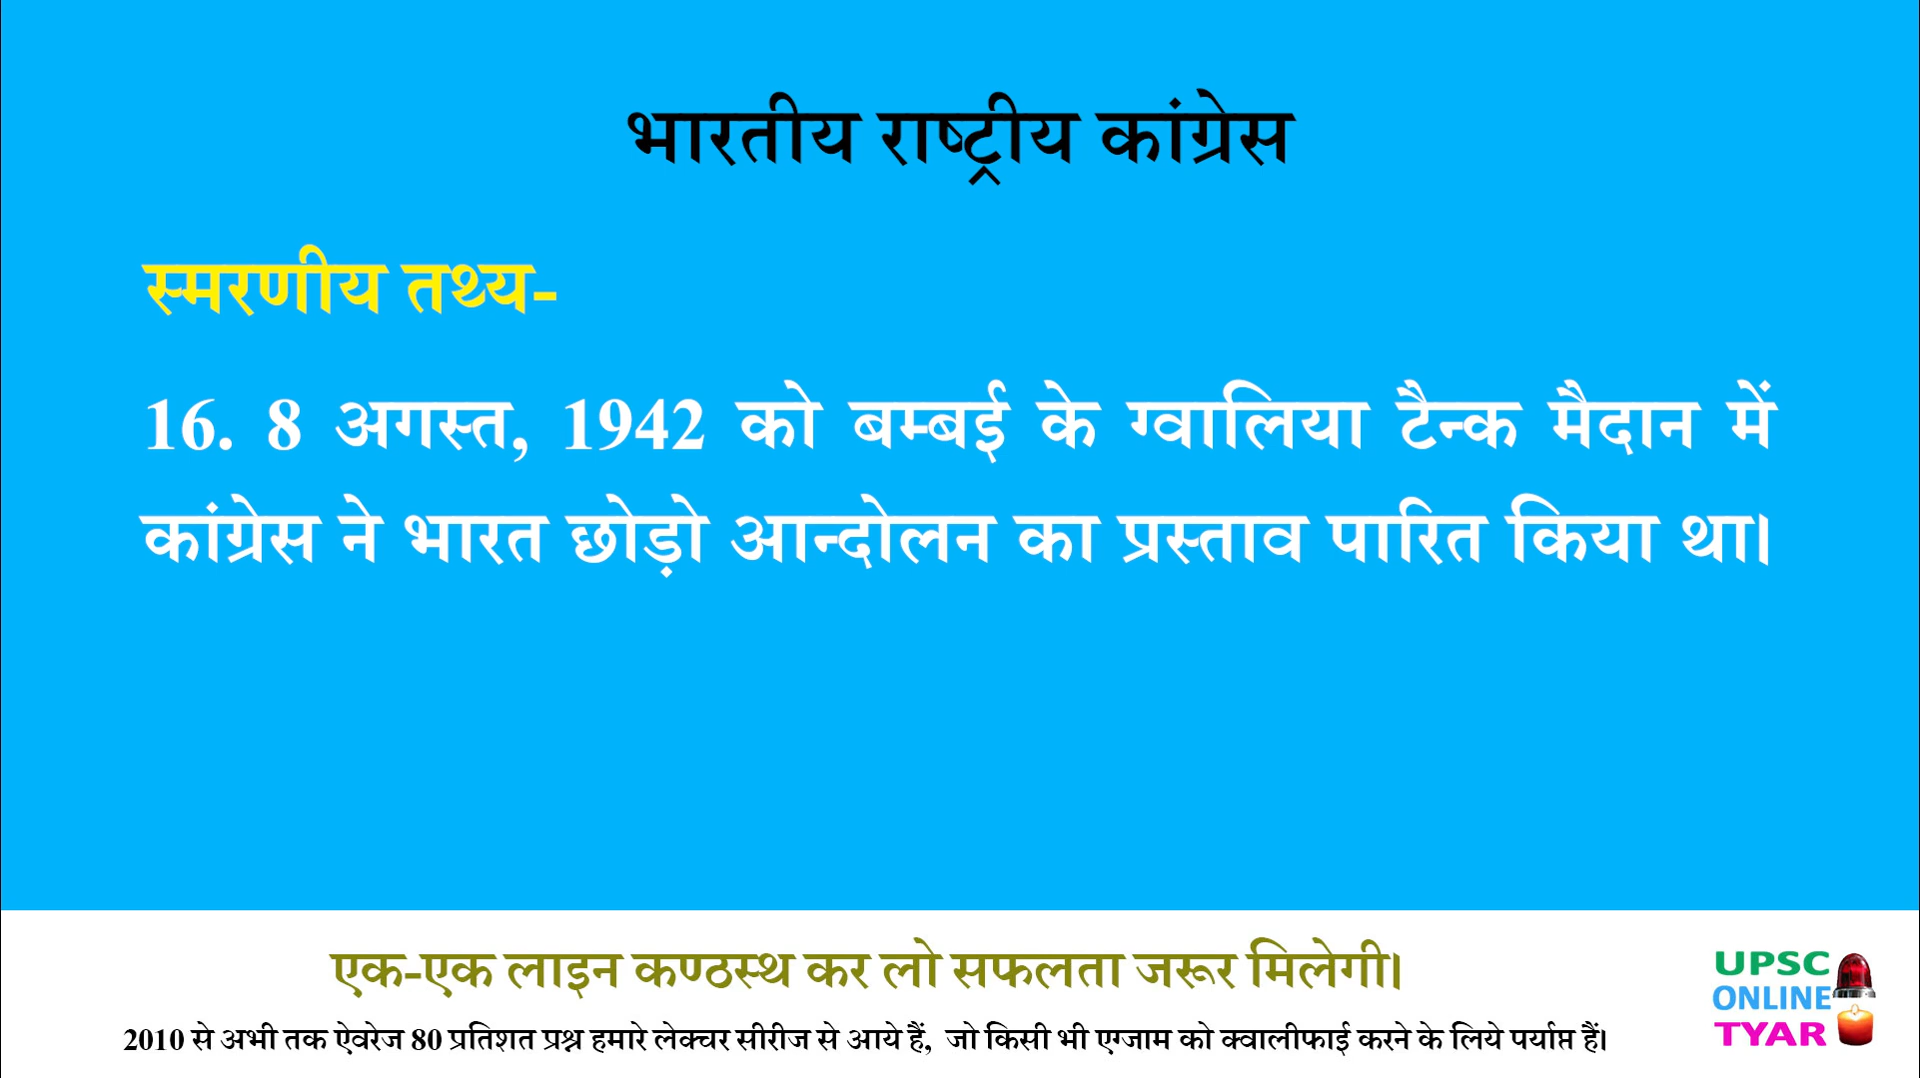 भारतीय राष्ट्रीय कांग्रेस
स्मरणीय तथ्य-
16. 8 अगस्त, 1942 को बम्बई के ग्वालिया टैन्क मैदान में
कांग्रेस ने भारत छोड़ो आन्दोलन का प्रस्ताव पारित किया था।
एक-एक लाइन कण्ठस्थ कर लो सफलता जरूर मिलेगी।
2010 से अभी तक ऐवरेज 80 प्रतिशत प्रश्न हमारे लेक्चर सीरीज से आये हैं, जो किसी भी एग्जाम को क्वालीफाई करने के लिये पर्याप्त हैं।
UPSC
ONLINE
TYAR